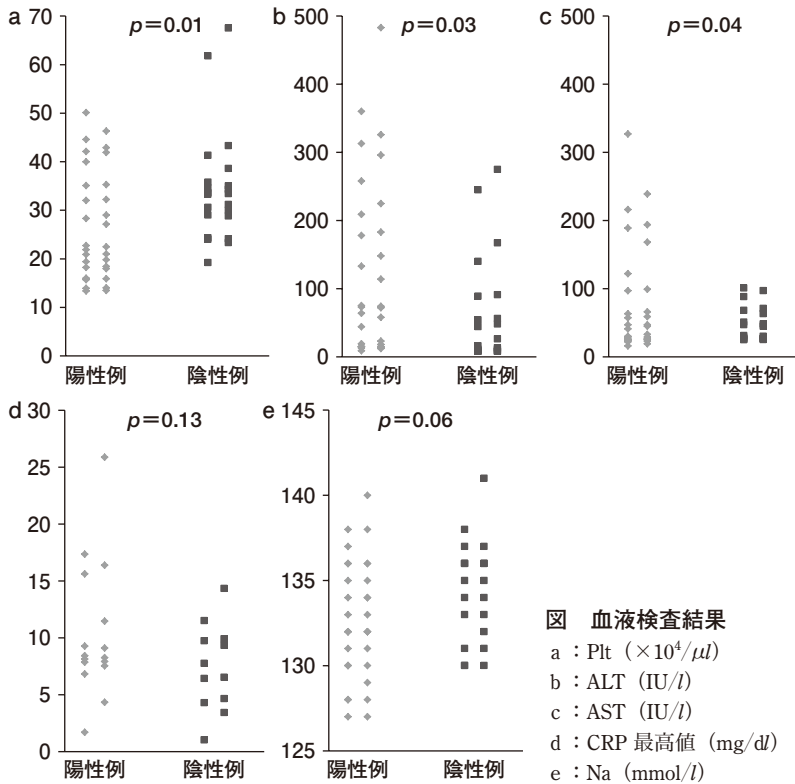 a
p＝0.01
70
60
50
40
30
20
10
0
陽性例 陰性例
b
p＝0.03
500
400
300
200
100
0
陽性例 陰性例
c
p＝0.04
500
400
300
200
100
0
陽性例 陰性例
d
p＝0.13
30
25
20
15
10
5
0
陽性例 陰性例
e
p＝0.06
145
140
135
130
125
陽性例 陰性例
図 血液検査結果
a：Plt（×10⁴/μl）
b：ALT（IU/l）
c：AST（IU/l）
d：CRP 最高値（mg/dl）
e：Na（mmol/l）